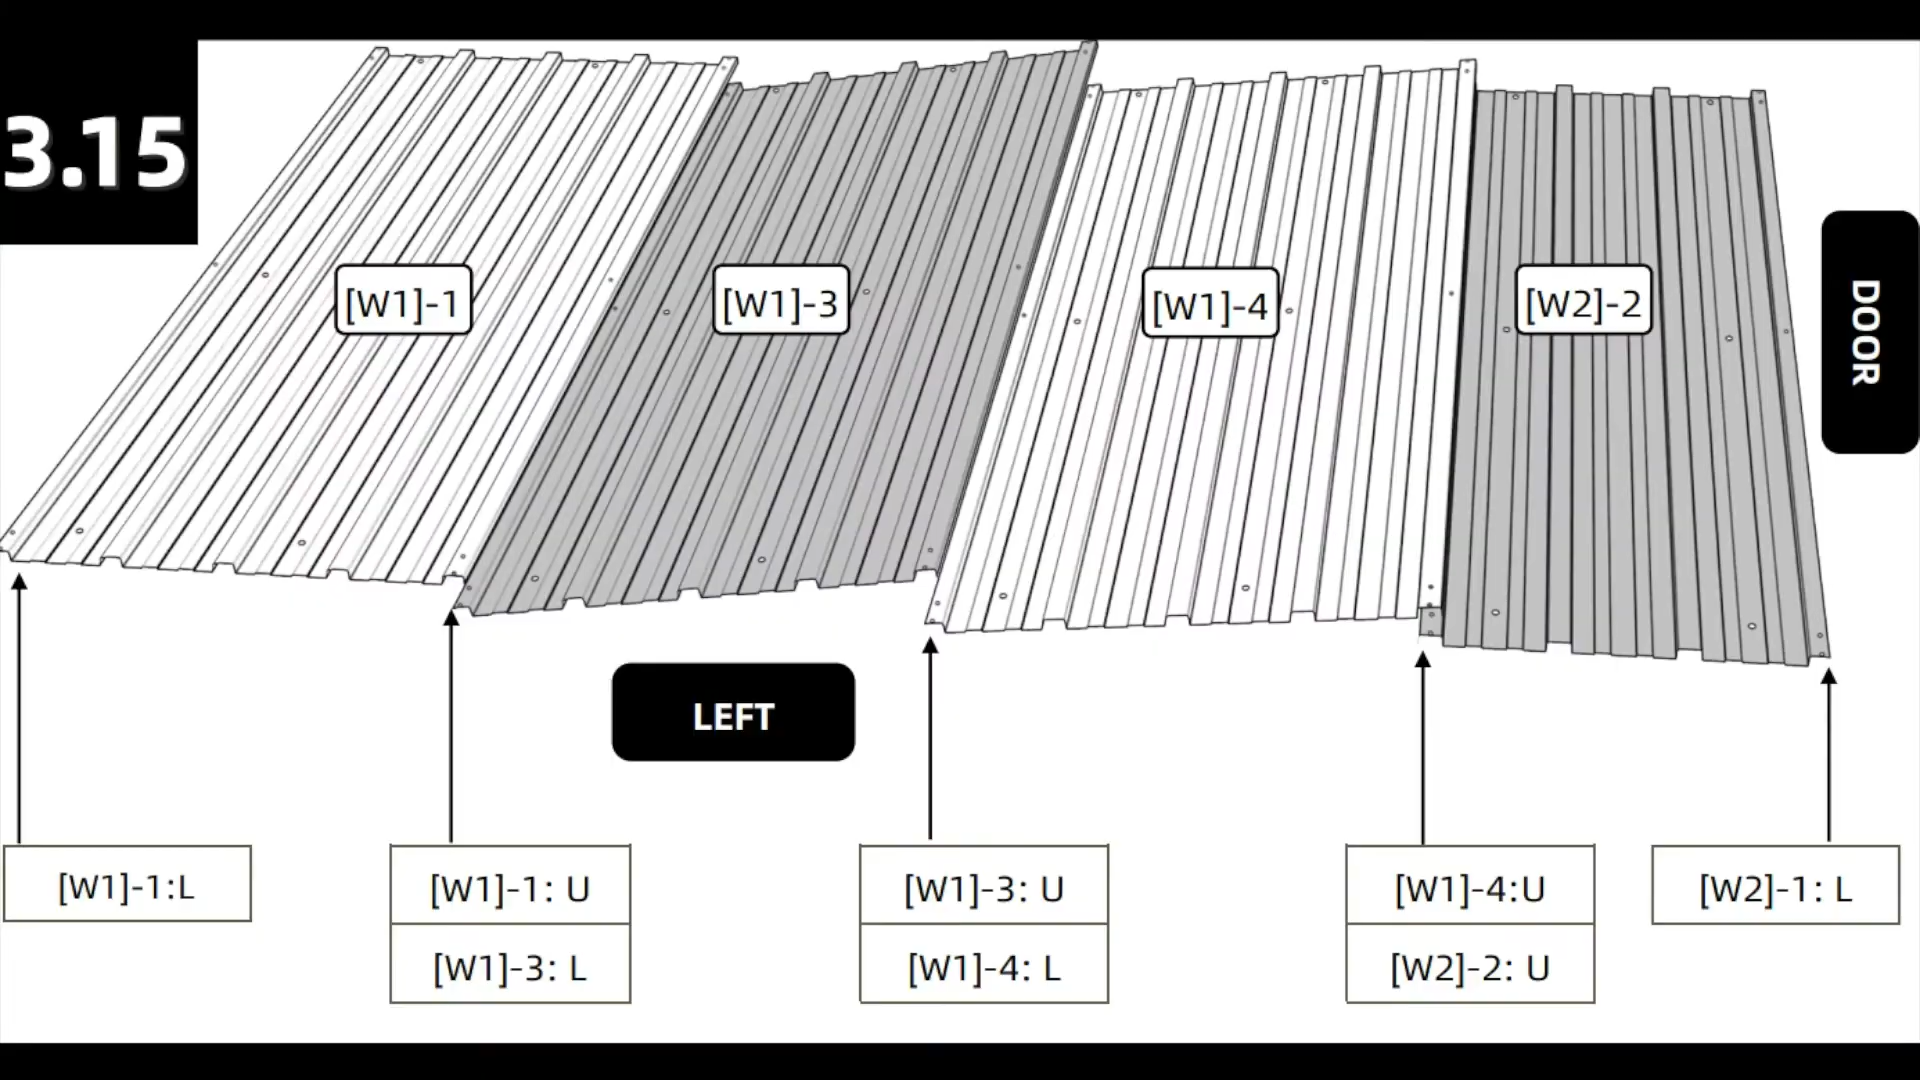 3.15
[W1]-1
[W1]-3
[W1]-4
[W2]-2
DOOR
LEFT
[W1]-1:L
[W1]-1: U
[W1]-3: L
[W1]-3: U
[W1]-4: L
[W1]-4:U
[W2]-2: U
[W2]-1: L